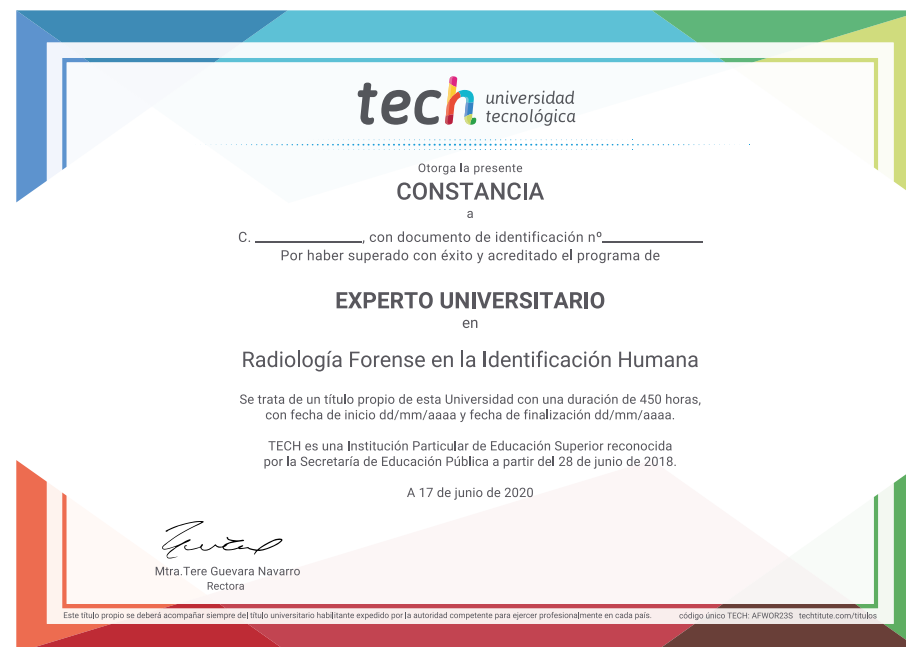 tech universidad
tecnológica
Otorga la presente
CONSTANCIA
a
C. ____________, con documento de identificación nº____________
Por haber superado con éxito y acreditado el programa de
EXPERTO UNIVERSITARIO
en
Radiología Forense en la Identificación Humana
Se trata de un título propio de esta Universidad con una duración de 450 horas,
con fecha de inicio dd/mm/aaaa y fecha de finalización dd/mm/aaaa.
TECH es una Institución Particular de Educación Superior reconocida
por la Secretaría de Educación Pública a partir del 28 de junio de 2018.
A 17 de junio de 2020
Mtra.Tere Guevara Navarro
Rectora
Este título propio se deberá acompañar siempre del título universitario habilitante expedido por la autoridad competente para ejercer profesionalmente en cada país. código único TECH: AFWOR23S techtitute.com/titulos